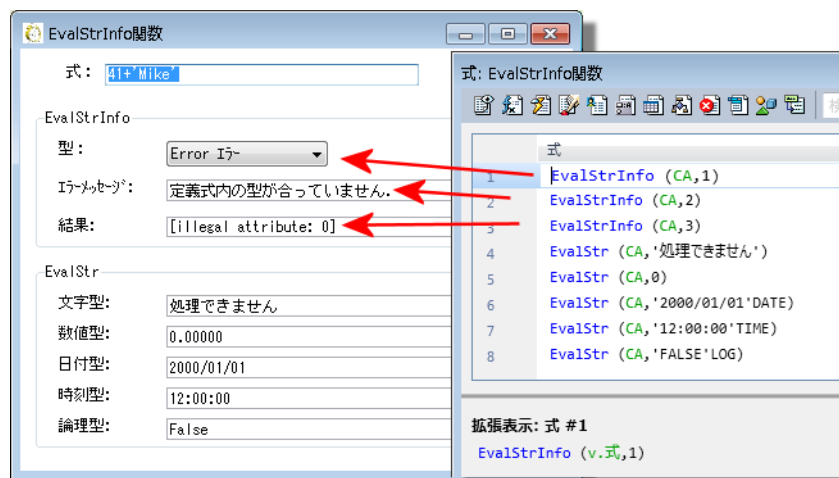 EvalStrInfo関数
式:
41+'Mike'
EvalStrInfo
型:
Error エラー
エラーメッセージ:
定義式内の型が合っていません.
結果:
[illegal attribute: 0]
EvalStr
文字型:
処理できません
数値型:
0.00000
日付型:
2000/01/01
時刻型:
12:00:00
論理型:
False
式: EvalStrInfo関数
式
1 EvalStrInfo (CA,1)
2 EvalStrInfo (CA,2)
3 EvalStrInfo (CA,3)
4 EvalStr (CA,'処理できません')
5 EvalStr (CA,0)
6 EvalStr (CA,'2000/01/01'DATE)
7 EvalStr (CA,'12:00:00'TIME)
8 EvalStr (CA,'FALSE'LOG)
拡張表示: 式 #1
EvalStrInfo (v.式,1)